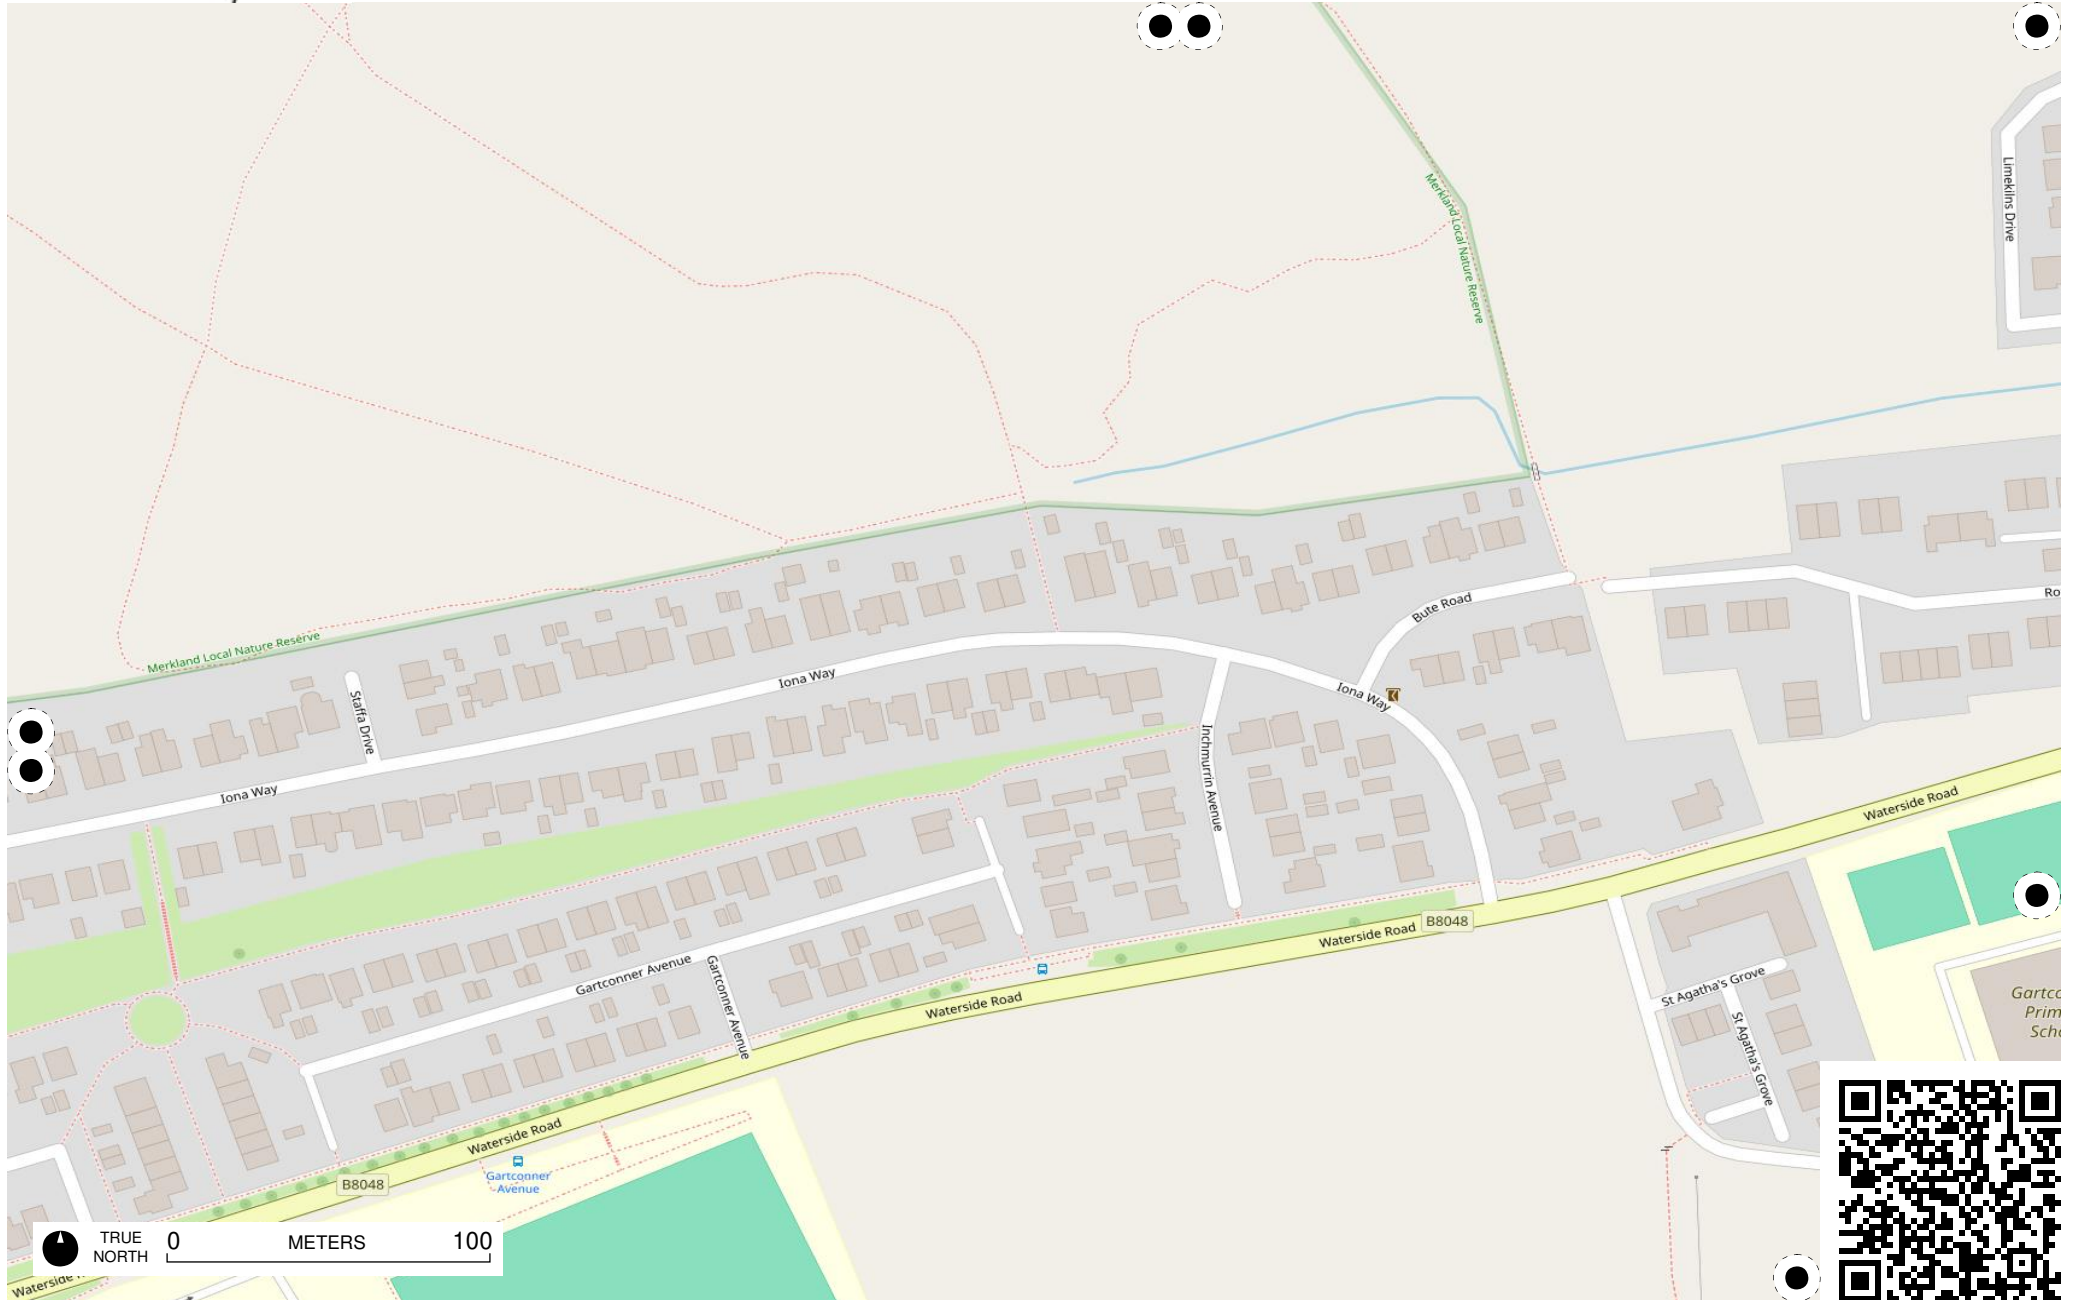 Limekilns Drive
Merkland Local Nature Reserve
Bute Road
Merkland Local Nature Reserve
Iona Way
Iona Way
Staffa Drive
Inchmurrin Avenue
Iona Way
Waterside Road
B8048
Waterside Road
Gartconner Avenue
Gartconner Avenue
St Agatha's Grove
Waterside Road
St Agatha's Grove
Waterside Road
B8048
Gartconner
Avenue
TRUE
NORTH
0
METERS
100
Waterside